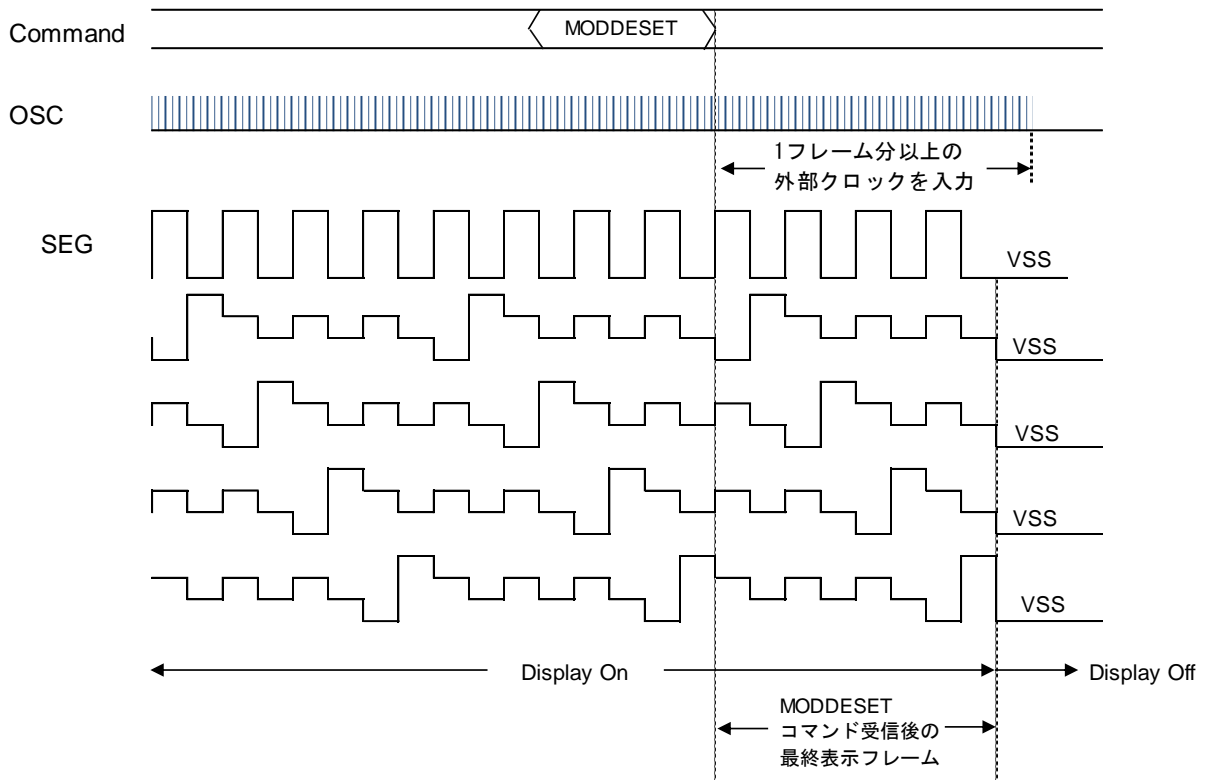 Command
MODDESET
OSC
1フレーム分以上の
外部クロックを入力
SEG
VSS
VSS
VSS
VSS
VSS
Display On
Display Off
MODDESET
コマンド受信後の
最終表示フレーム